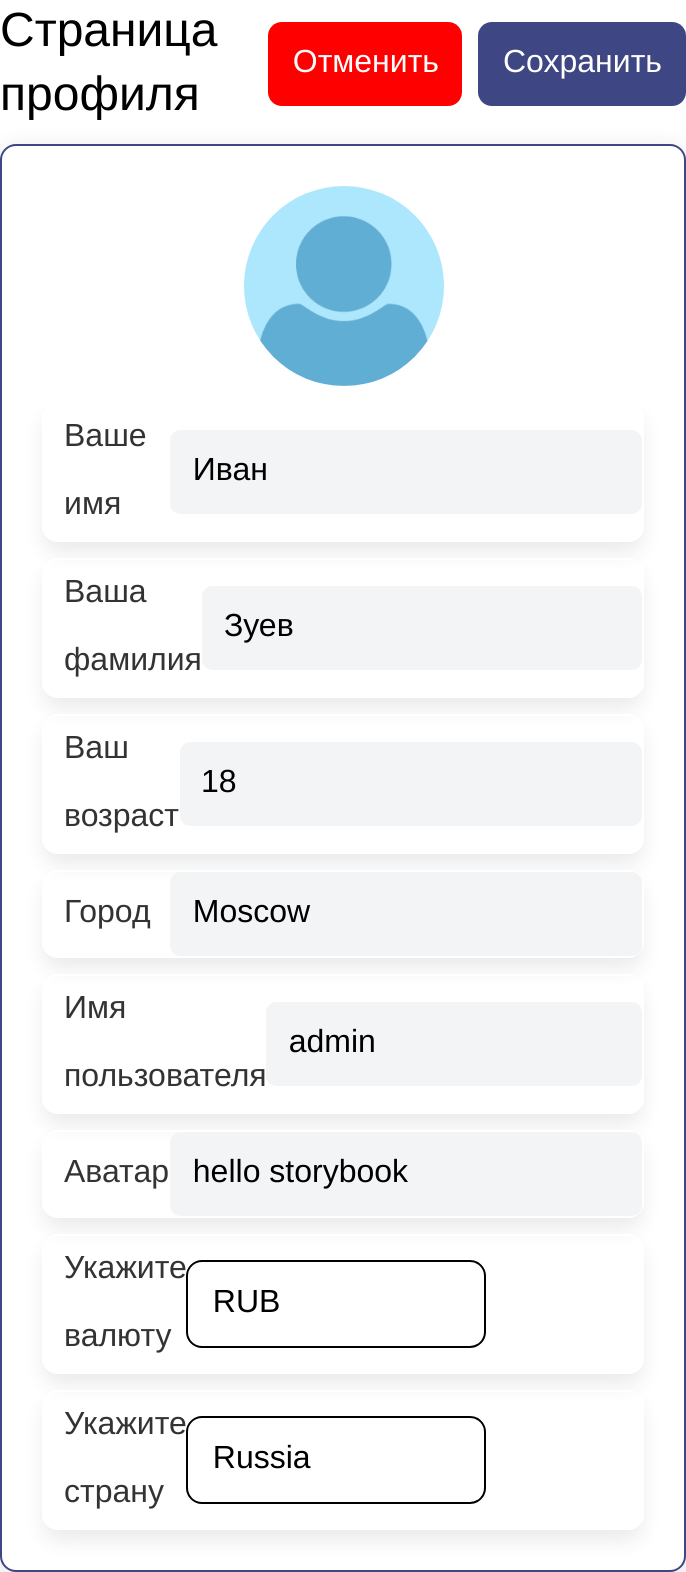 Страница
профиля
Отменить
Сохранить
Ваше
имя
Иван
Ваша
фамилия
Зуев
Ваш
возраст
18
Город
Moscow
Имя
пользователя
admin
Аватар
hello storybook
Укажите
валюту
RUB
Укажите
страну
Russia